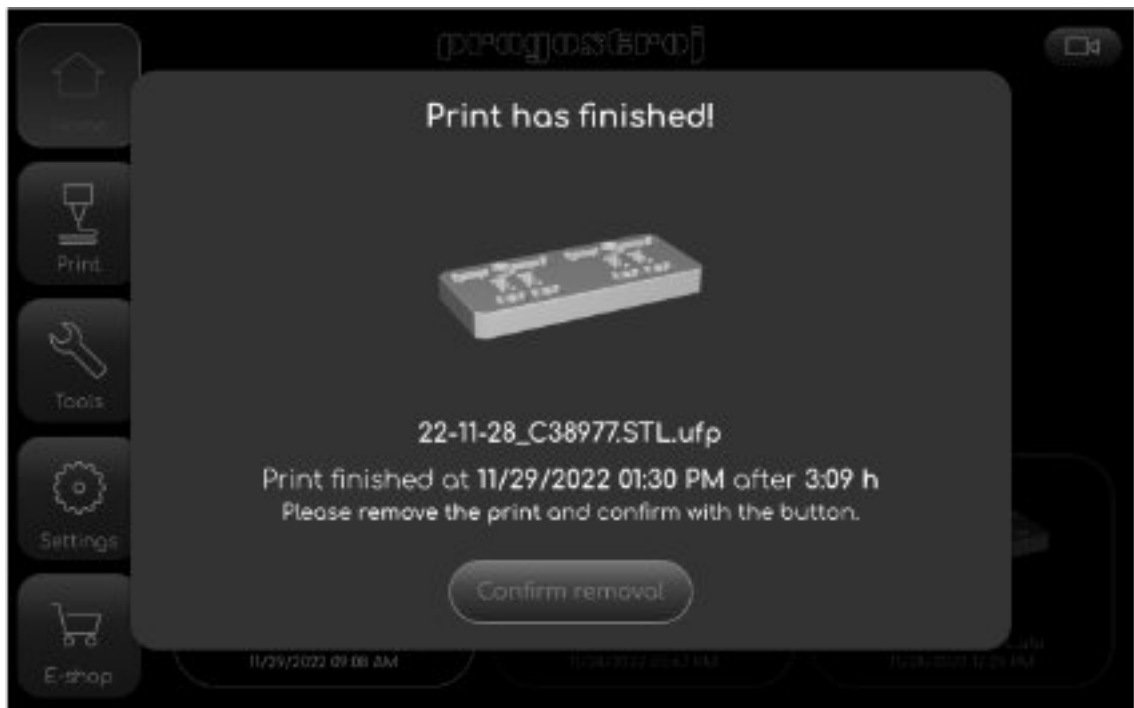 Home
Print has finished!
Print
Tools
22-11-28_C38977.STL.ufp
Print finished at 11/29/2022 01:30 PM after 3:09 h
Please remove the print and confirm with the button.
Settings
Confirm removal
E-shop
11/29/2022 09:08 AM